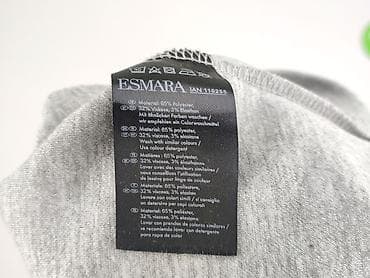 ESMARA IAN 115255
Material: 65% Polyester,
32% Viskose, 3% Elasthan
Mit ähnlichen Farben waschen /
wir empfehlen ein Colorwaschmittel
Material: 65% polyester,
32% viscose, 3% elastane
Wash with similar colours /
Use colour detergent
Matières : 65% polyester,
32% viscose, 3% élasthanne
Laver avec des couleurs similaires /
nous conseillons l'utilisation
de lessive pour linge de couleur
Materiale: 65% poliestere,
32% viscosa, 3% elastan
Lavare con colori simili / si consiglia
un detersivo per capi colorati
Material: 65% poliéster,
32% viscosa, 3% elastano
Lavar con prendas de colores similares /
se recomienda lavar con detergente
para ropa de color